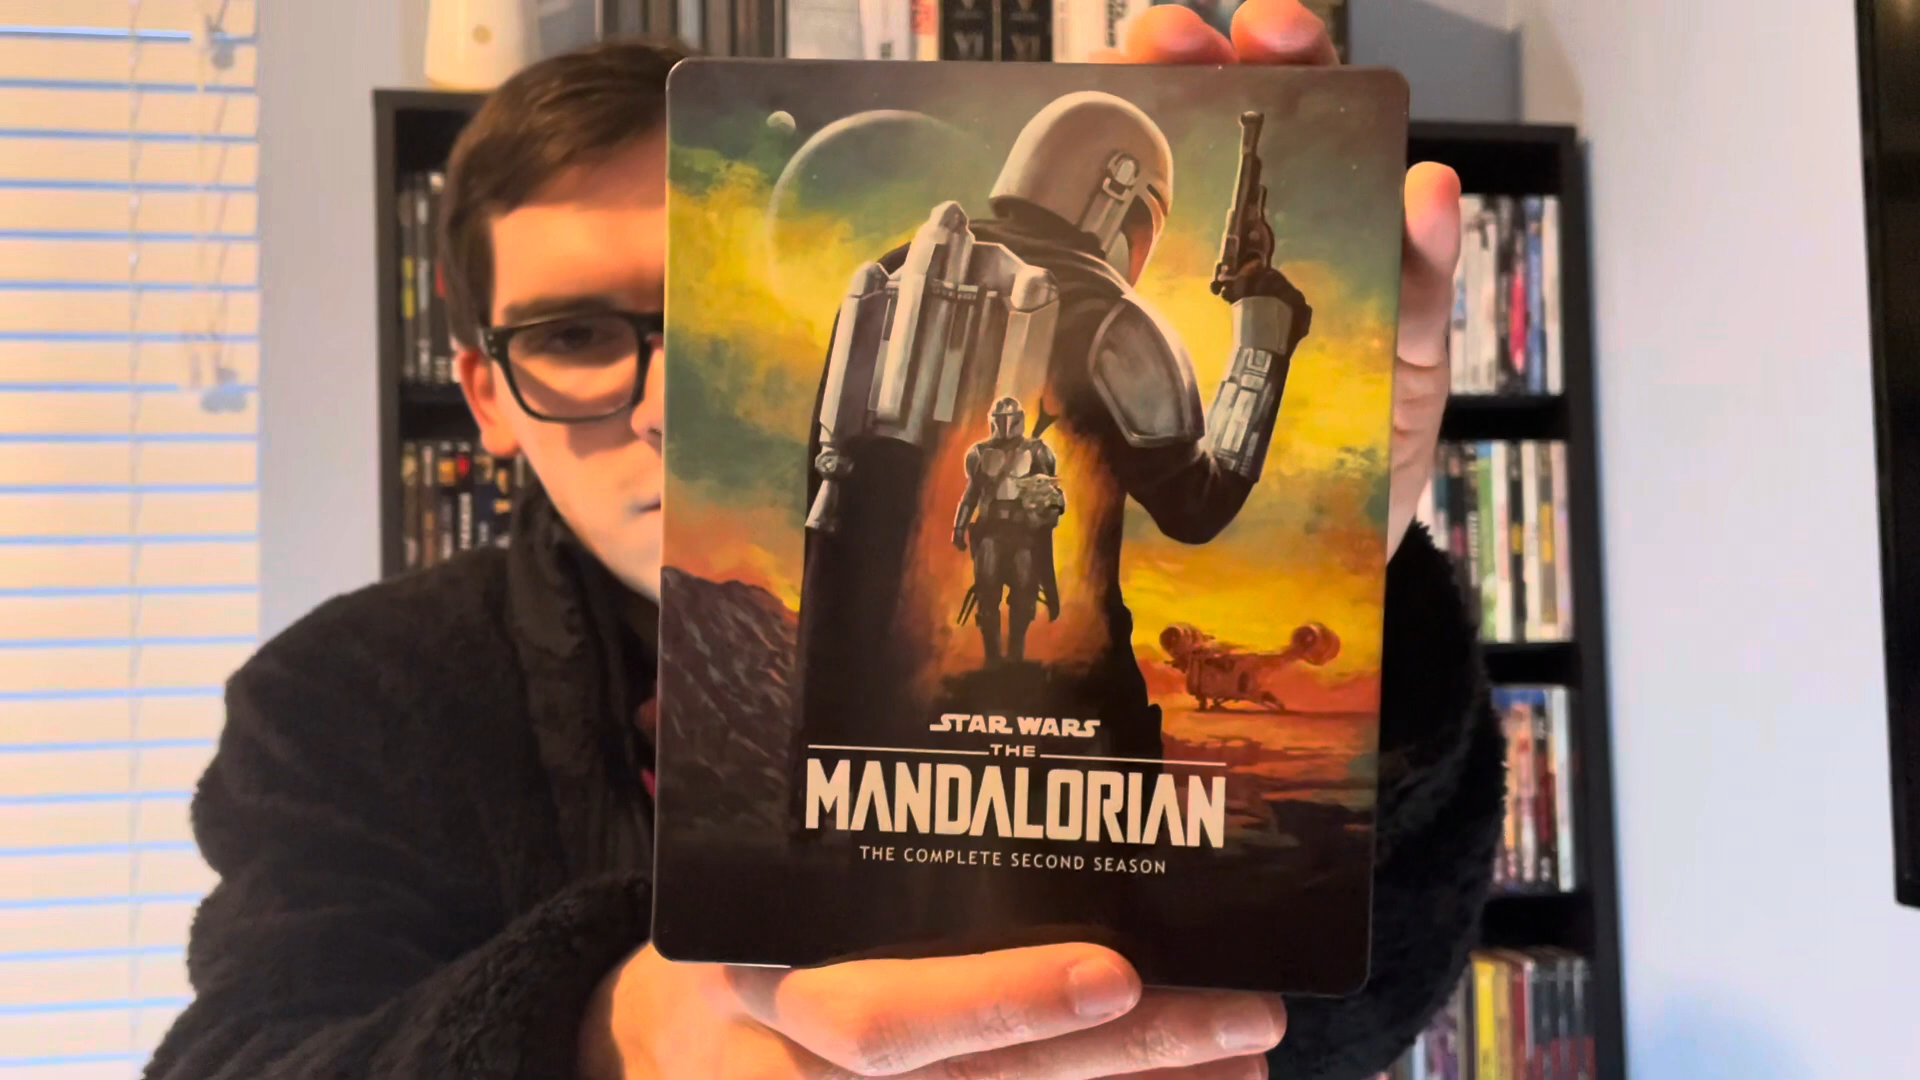 STAR WARS
THE
MANDALORIAN
THE COMPLETE SECOND SEASON